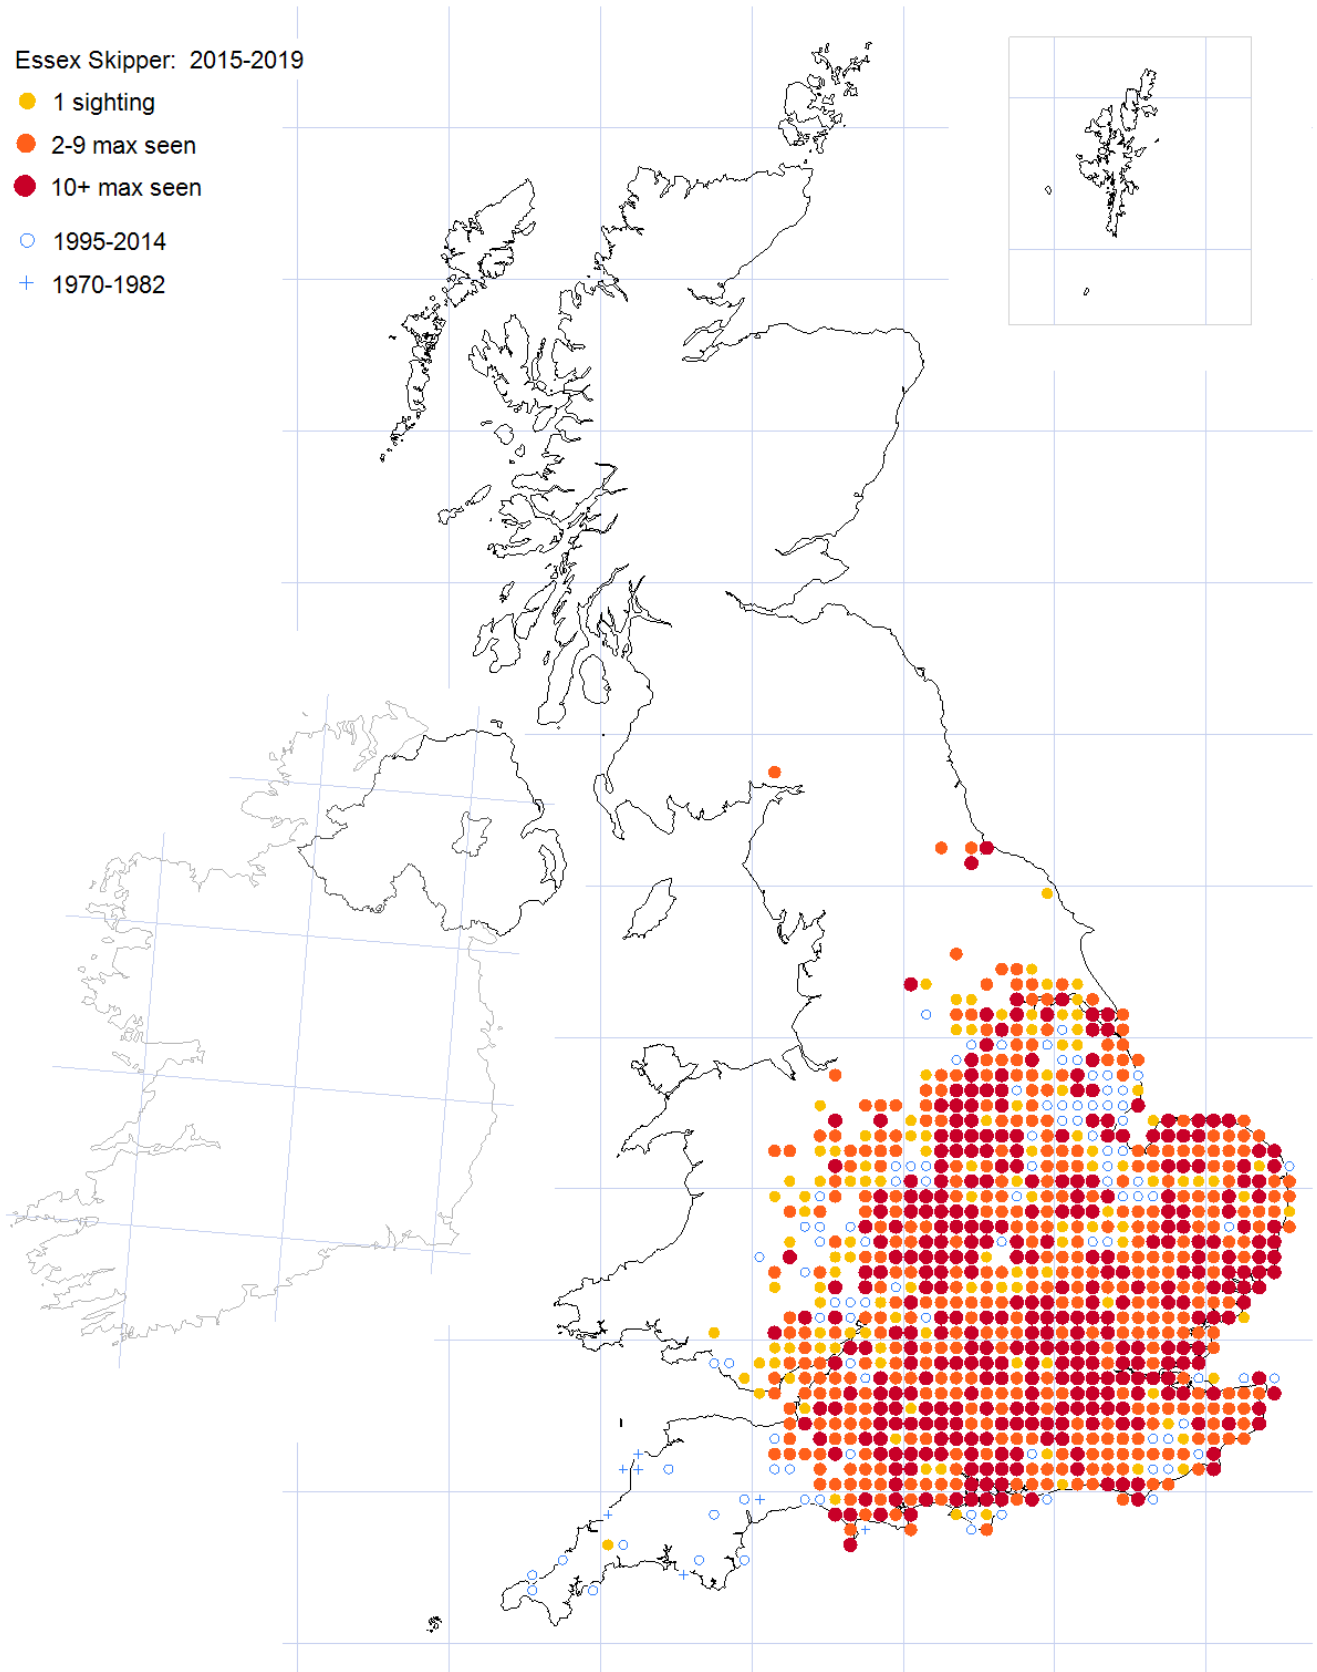 Essex Skipper: 2015-2019
1 sighting
2-9 max seen
10+ max seen
1995-2014
1970-1982